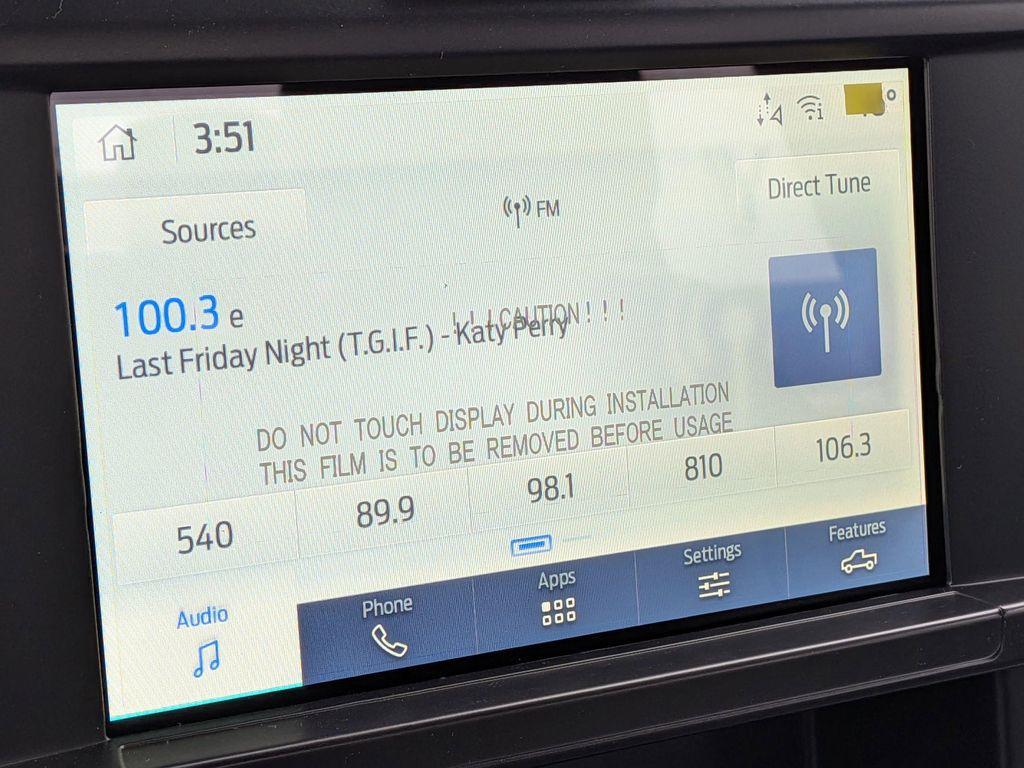 3:51
Sources
FM
Direct Tune
100.3 e
Last Friday Night (T.G.I.F.) - Katy Perry
! ! ! CAUTION ! ! !
DO NOT TOUCH DISPLAY DURING INSTALLATION
THIS FILM IS TO BE REMOVED BEFORE USAGE
540
89.9
98.1
810
106.3
Audio
Phone
Apps
Settings
Features